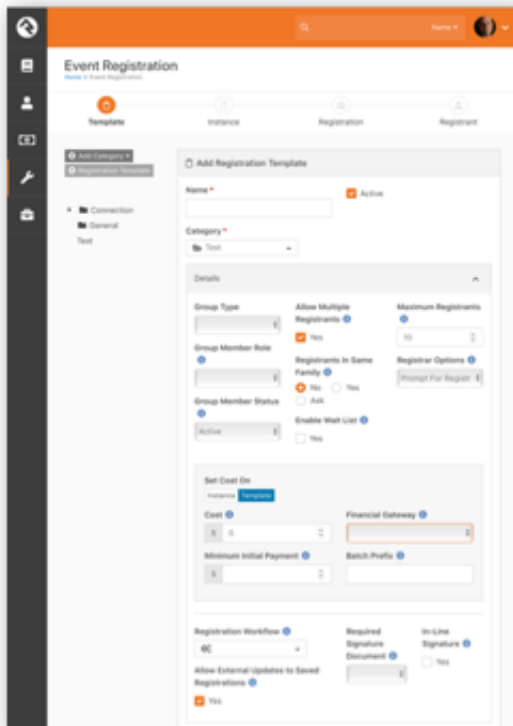 Name
Event Registration
Home > Event Registration
Template
Instance
Registration
Registrant
Add Category
Registration Template
Connection
General
Test
Add Registration Template
Name *
Active
Category *
Test
Details
Group Type
Allow Multiple Registrants
Yes
Maximum Registrants
10
Group Member Role
Registrants In Same Family
No Yes
Ask
Registrar Options
Prompt For Registr
Group Member Status
Active
Enable Wait List
Yes
Set Cost On
Instance Template
Cost
$ 0
Financial Gateway
Minimum Initial Payment
$
Batch Prefix
Registration Workflow
Required Signature Document
In-Line Signature
Yes
Allow External Updates to Saved Registrations
Yes